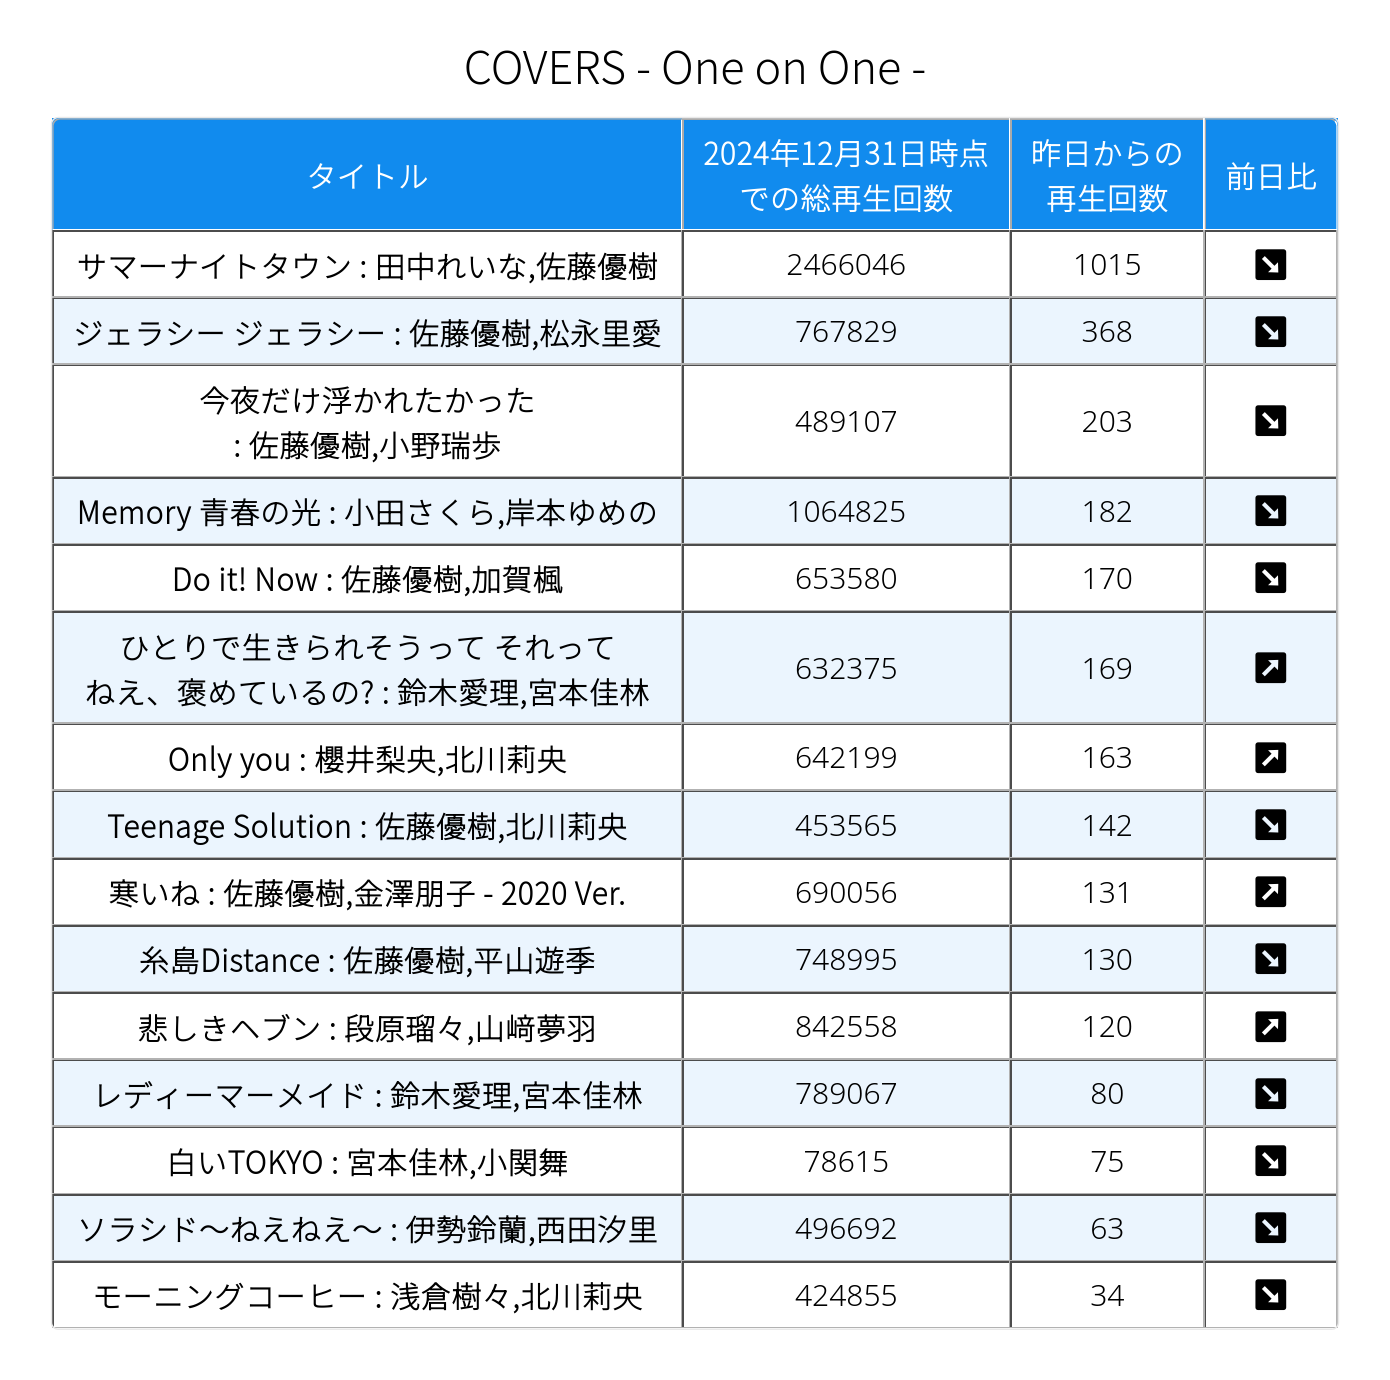 COVERS - One on One -
タイトル
2024年12月31日時点
での総再生回数
昨日からの
再生回数
前日比
サマーナイトタウン : 田中れいな,佐藤優樹
2466046
1015
ジェラシー ジェラシー : 佐藤優樹,松永里愛
767829
368
今夜だけ浮かれたかった
: 佐藤優樹,小野瑞歩
489107
203
Memory 青春の光 : 小田さくら,岸本ゆめの
1064825
182
Do it! Now : 佐藤優樹,加賀楓
653580
170
ひとりで生きられそうって それって
ねえ、褒めているの? : 鈴木愛理,宮本佳林
632375
169
Only you : 櫻井梨央,北川莉央
642199
163
Teenage Solution : 佐藤優樹,北川莉央
453565
142
寒いね : 佐藤優樹,金澤朋子 - 2020 Ver.
690056
131
糸島Distance : 佐藤優樹,平山遊季
748995
130
悲しきヘブン : 段原瑠々,山﨑夢羽
842558
120
レディーマーメイド : 鈴木愛理,宮本佳林
789067
80
白いTOKYO : 宮本佳林,小関舞
78615
75
ソラシド〜ねえねえ〜 : 伊勢鈴蘭,西田汐里
496692
63
モーニングコーヒー : 浅倉樹々,北川莉央
424855
34